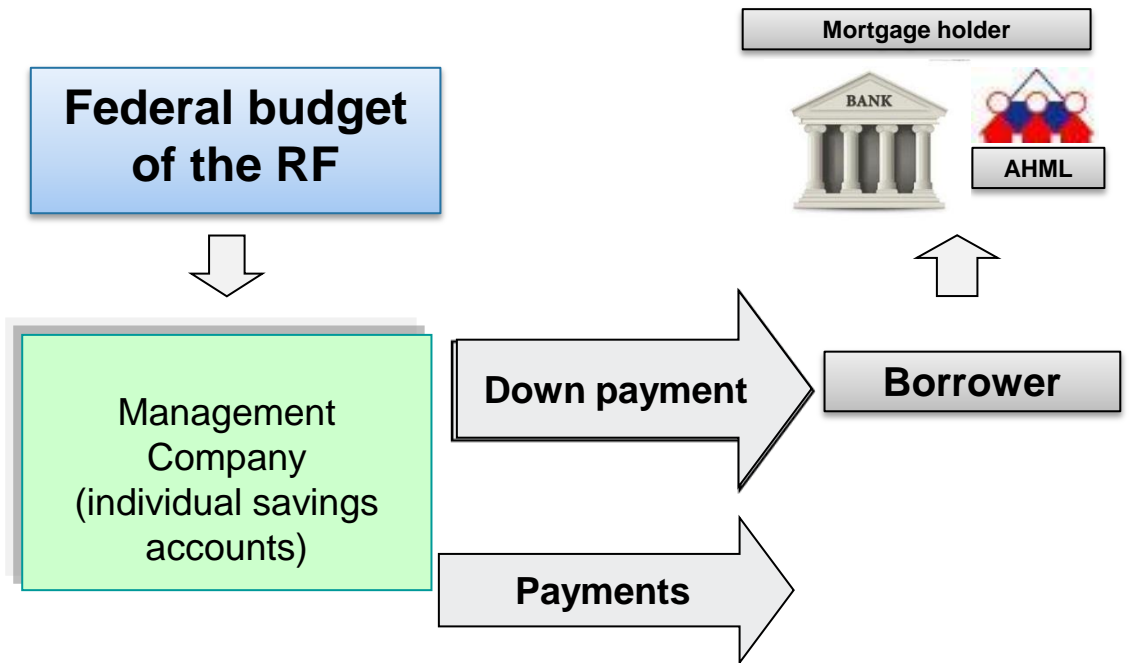 Mortgage holder
Federal budget
of the RF
BANK
AHML
Management
Company
(individual savings
accounts)
Down payment
Borrower
Payments